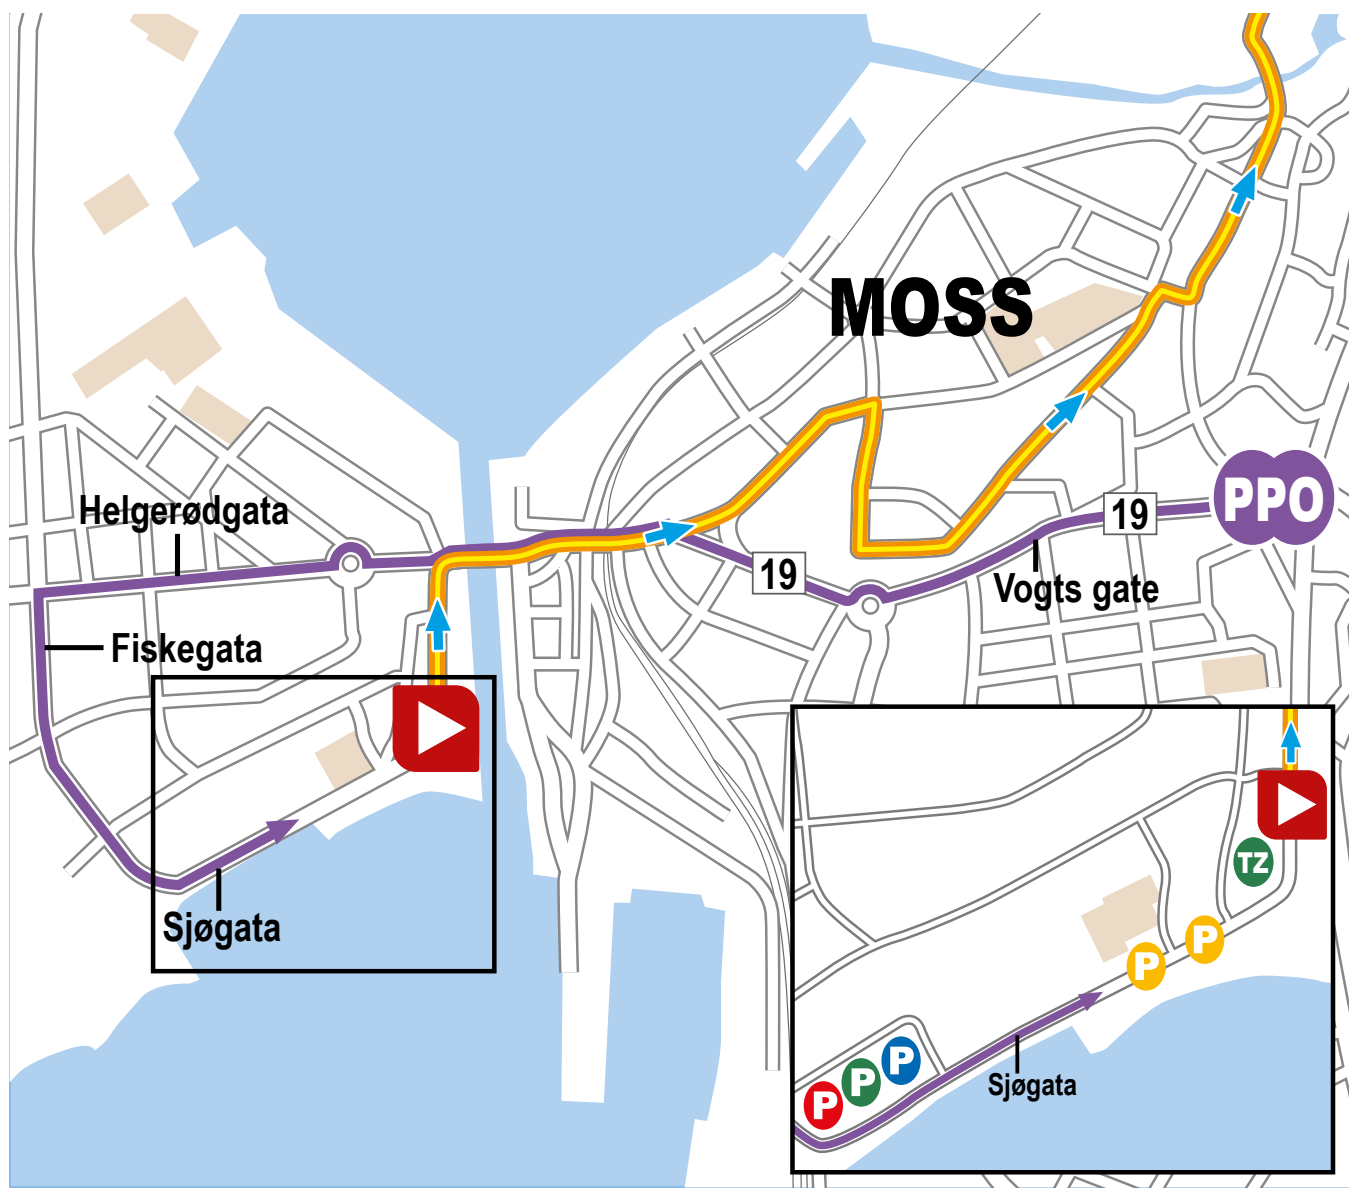 MOSS
PPO
19
Helgerødgata
19
Vogts gate
Fiskegata
Sjøgata
TZ
P
P
P
P
P
Sjøgata